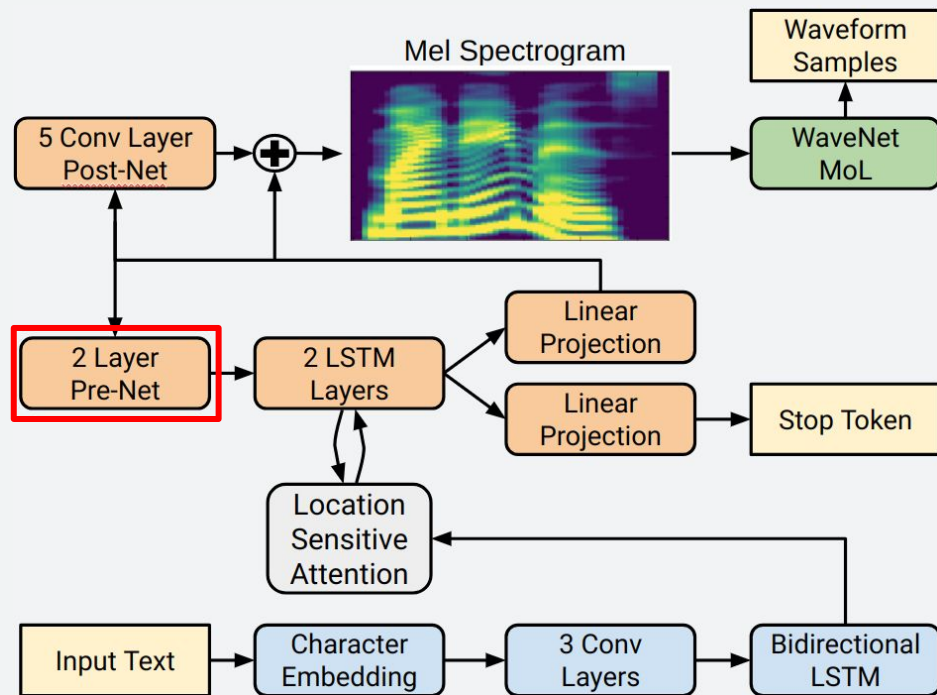 Mel Spectrogram
Waveform
Samples
5 Conv Layer
Post-Net
WaveNet
MoL
2 Layer
Pre-Net
2 LSTM
Layers
Linear
Projection
Linear
Projection
Stop Token
Location
Sensitive
Attention
Input Text
Character
Embedding
3 Conv
Layers
Bidirectional
LSTM